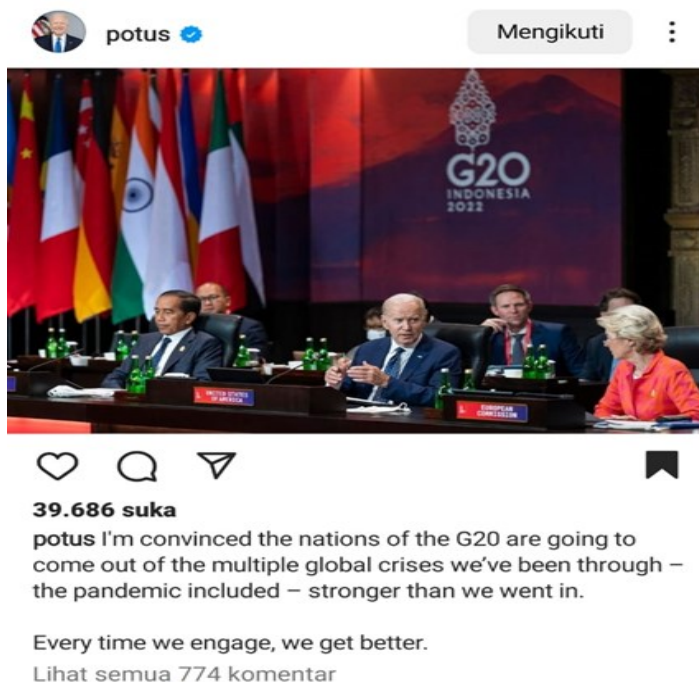 potus
Mengikuti
G20
INDONESIA
2022
UNITED STATES
OF AMERICA
EUROPEAN
COMMISSION
39.686 suka
potus I'm convinced the nations of the G20 are going to
come out of the multiple global crises we've been through –
the pandemic included – stronger than we went in.
Every time we engage, we get better.
Lihat semua 774 komentar